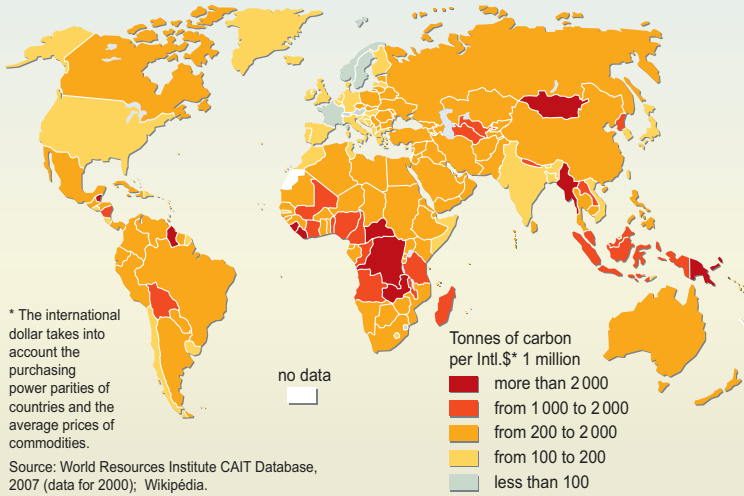 * The international
dollar takes into
account the
purchasing
power parities of
countries and the
average prices of
commodities.
Source: World Resources Institute CAIT Database,
2007 (data for 2000); Wikypédia.
no data
Tonnes of carbon
per Intl.$* 1 million
more than 2 000
from 1 000 to 2 000
from 200 to 2 000
from 100 to 200
less than 100